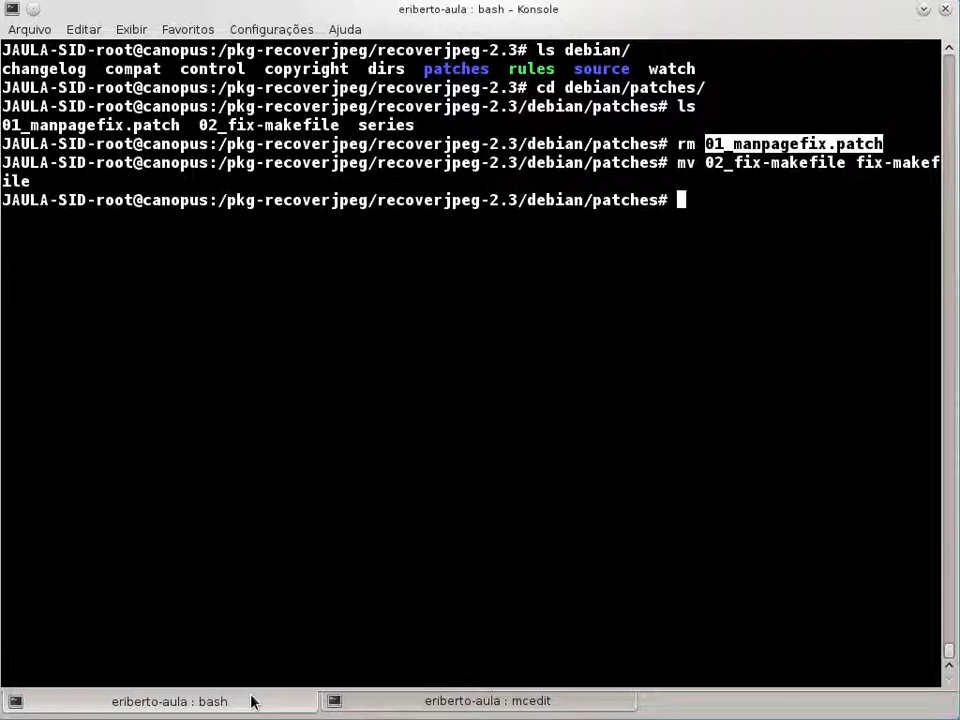 eriberto-aula : bash – Konsole
Arquivo Editar Exibir Favoritos Configurações Ajuda
JAULA-SID-root@canopus:/pkg-recoverjpeg/recoverjpeg-2.3# ls debian/
changelog compat control copyright dirs patches rules source watch
JAULA-SID-root@canopus:/pkg-recoverjpeg/recoverjpeg-2.3# cd debian/patches/
JAULA-SID-root@canopus:/pkg-recoverjpeg/recoverjpeg-2.3/debian/patches# ls
01_manpagefix.patch 02_fix-makefile series
JAULA-SID-root@canopus:/pkg-recoverjpeg/recoverjpeg-2.3/debian/patches# rm 01_manpagefix.patch
JAULA-SID-root@canopus:/pkg-recoverjpeg/recoverjpeg-2.3/debian/patches# mv 02_fix-makefile fix-makef
ile
JAULA-SID-root@canopus:/pkg-recoverjpeg/recoverjpeg-2.3/debian/patches#
eriberto-aula : bash
eriberto-aula : mcedit